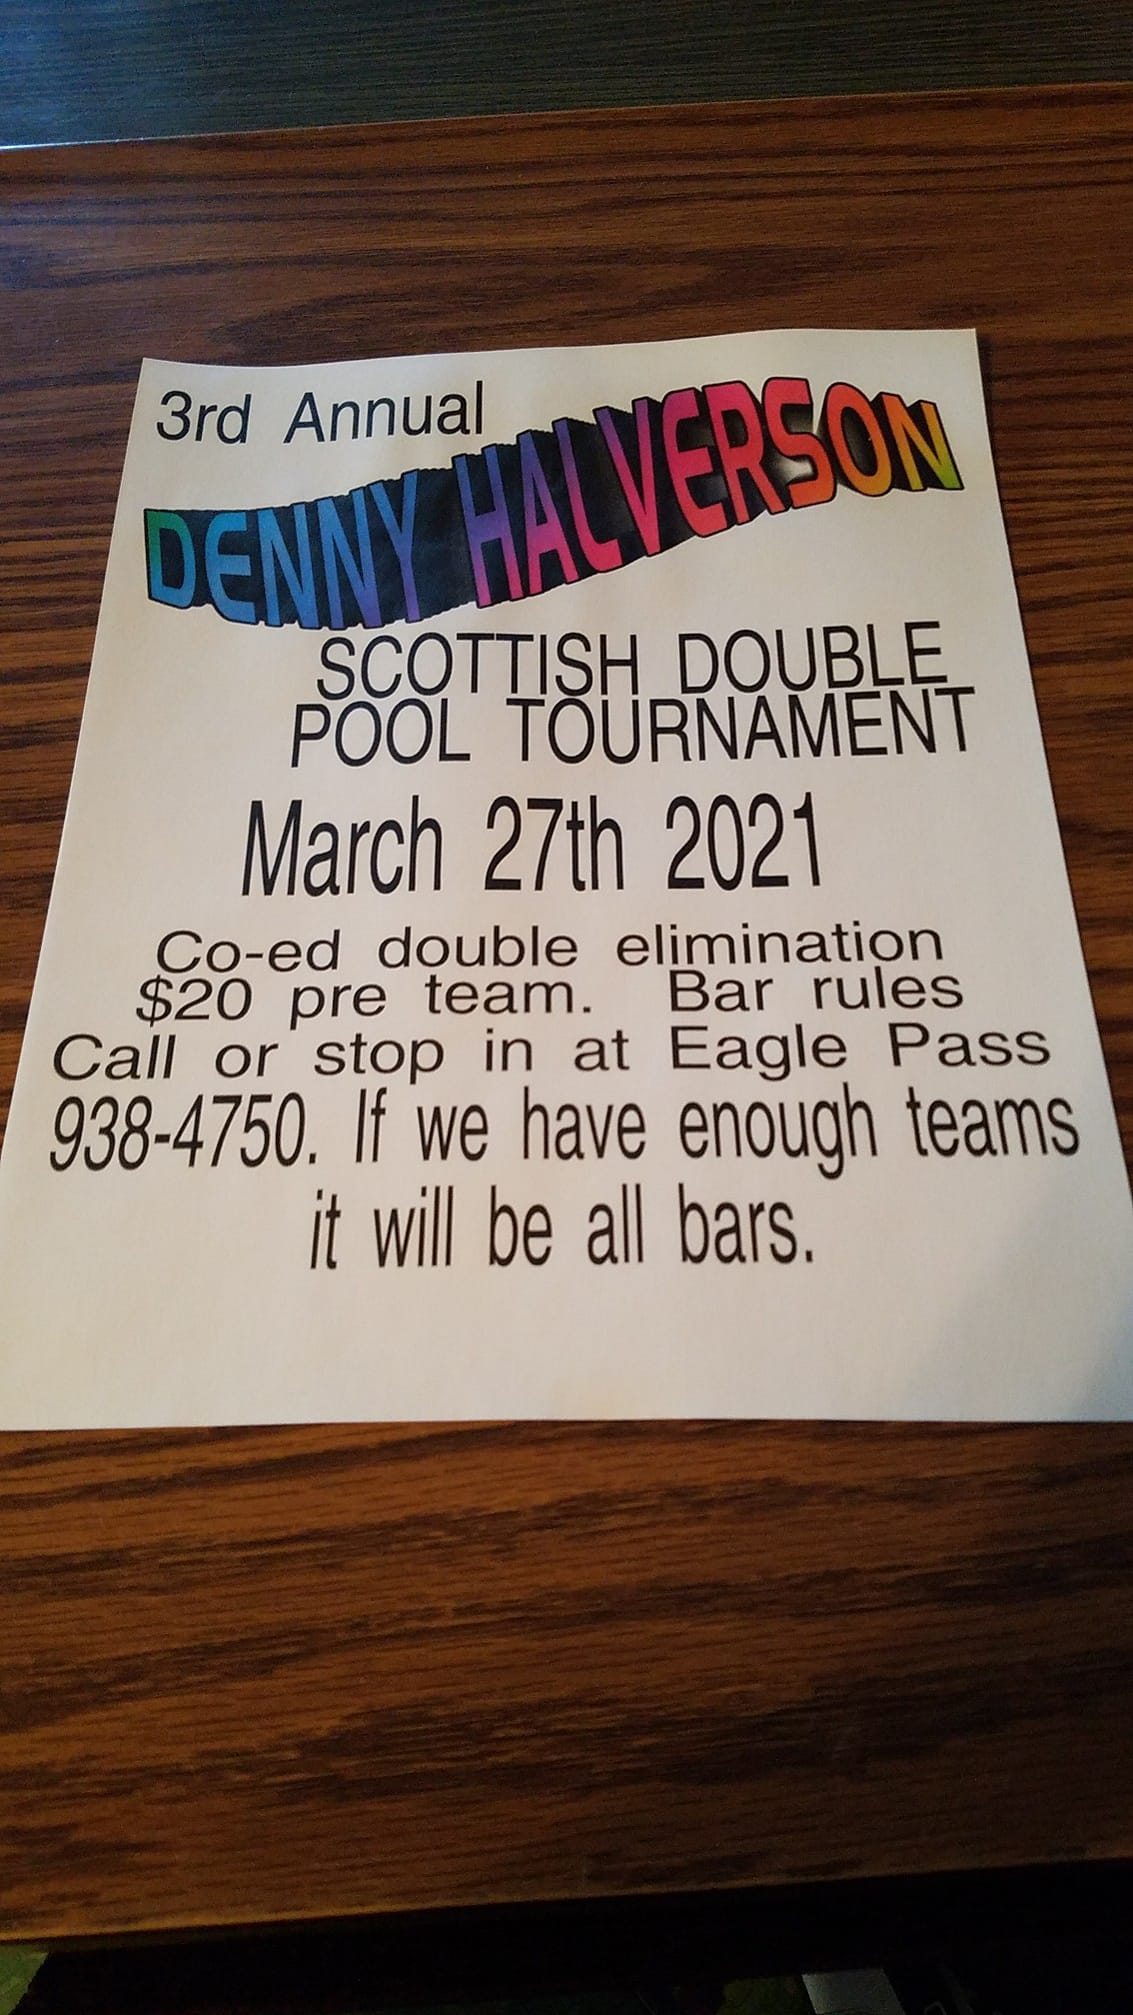 3rd Annual
DENNY HALVERSON
SCOTTISH DOUBLE
POOL TOURNAMENT
March 27th 2021
Co-ed double elimination
$20 pre team. Bar rules
Call or stop in at Eagle Pass
938-4750. If we have enough teams
it will be all bars.